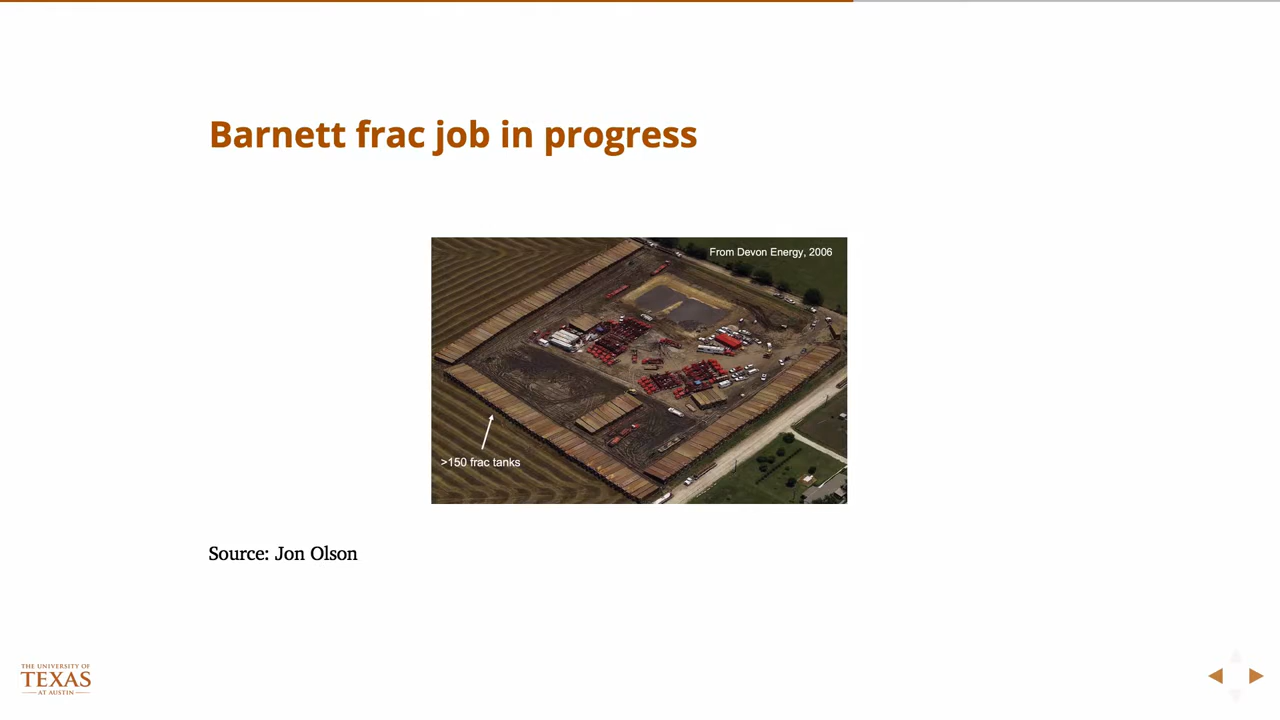 Barnett frac job in progress
From Devon Energy, 2006
>150 frac tanks
Source: Jon Olson
THE UNIVERSITY OF
TEXAS
AT AUSTIN